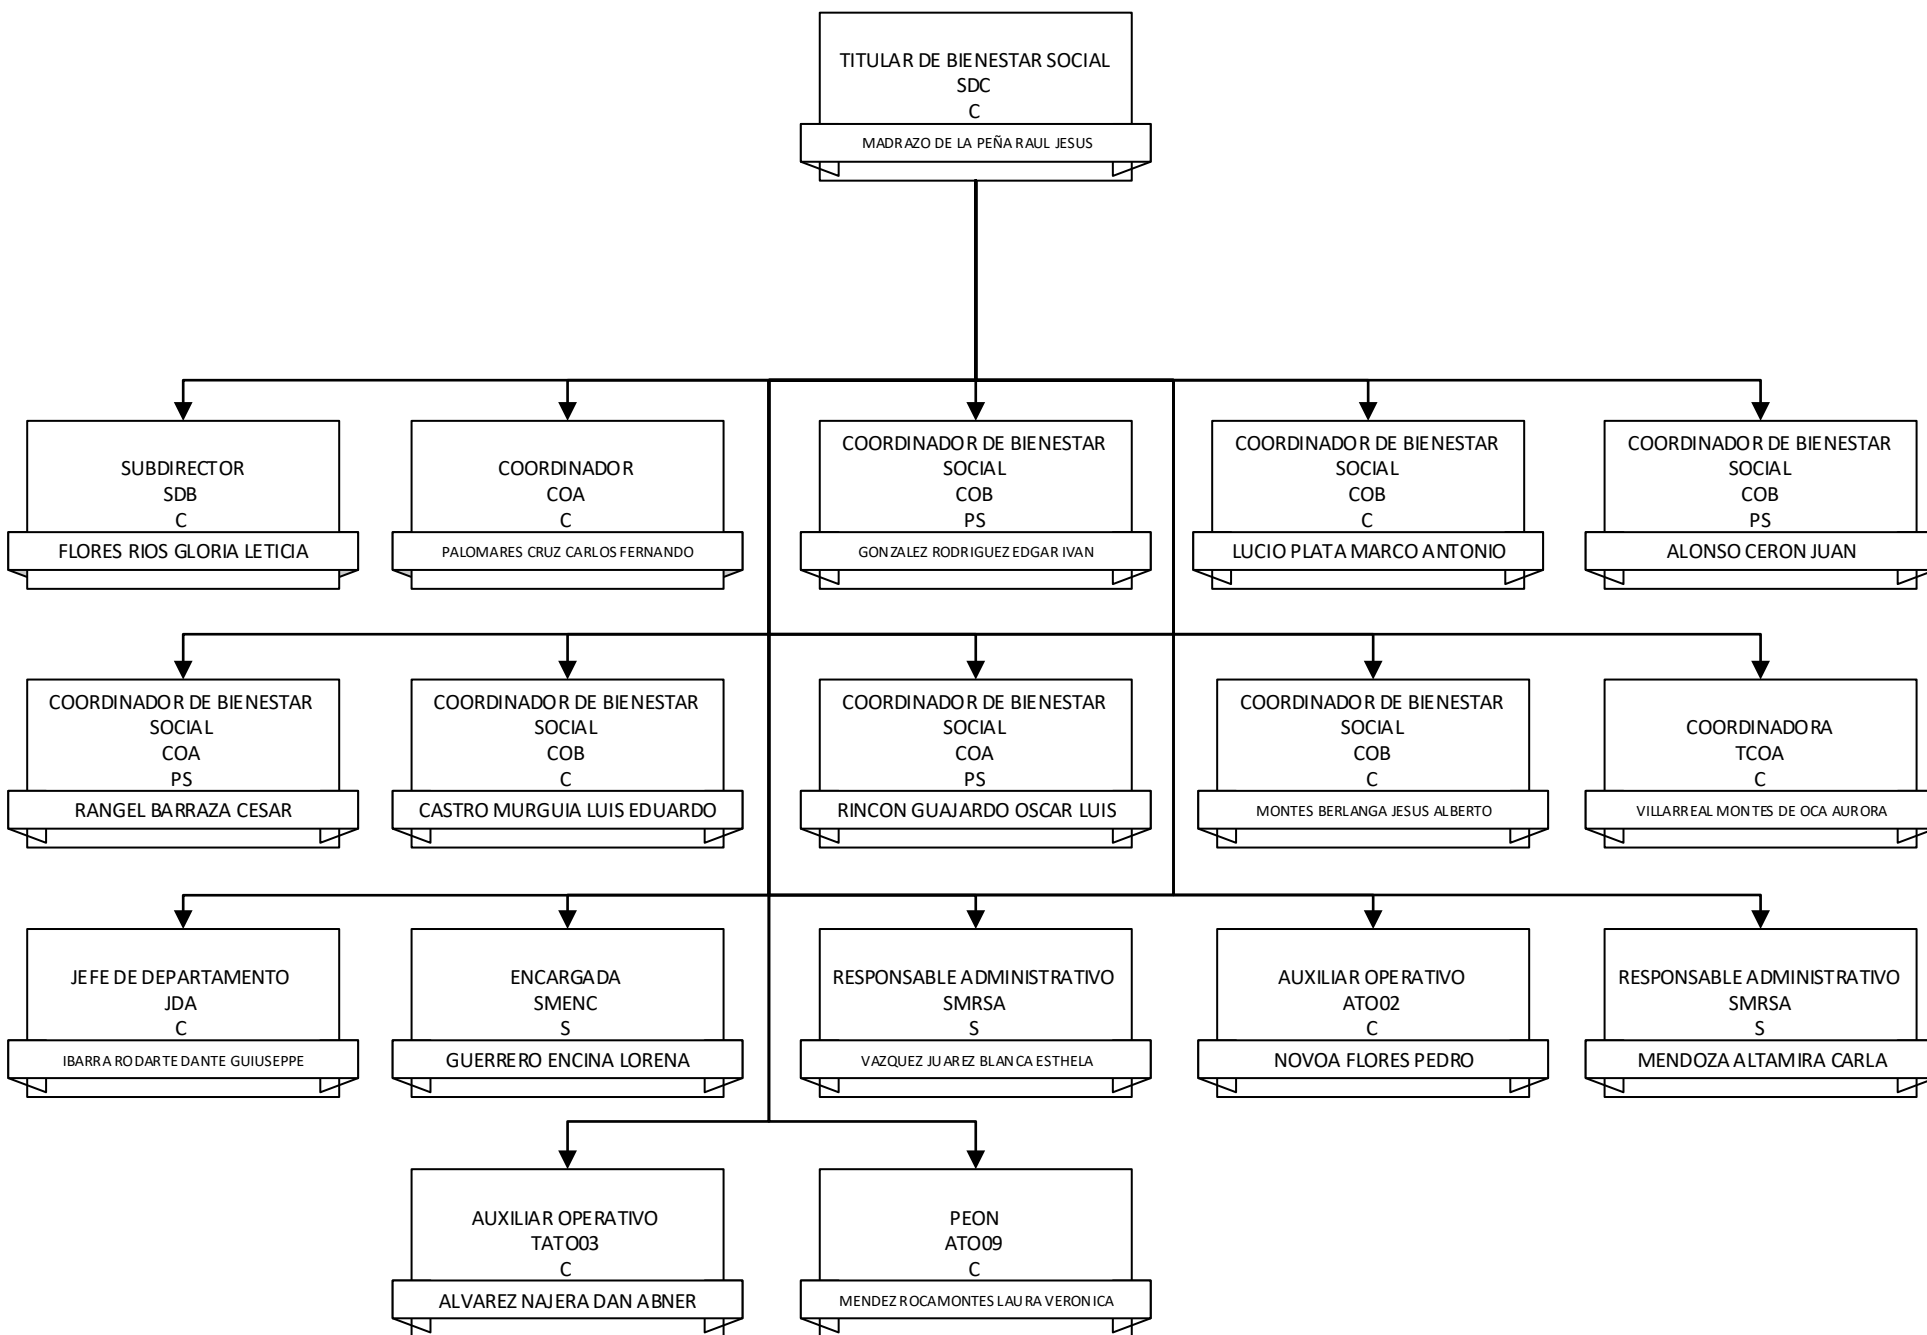 TITULAR DE BIENESTAR SOCIAL
SDC
C
MADRAZO DE LA PEÑA RAUL JESUS
SUBDIRECTOR
SDB
C
FLORES RIOS GLORIA LETICIA
COORDINADOR
COA
C
PALOMARES CRUZ CARLOS FERNANDO
COORDINADOR DE BIENESTAR
SOCIAL
COB
PS
GONZALEZ RODRIGUEZ EDGAR IVAN
COORDINADOR DE BIENESTAR
SOCIAL
COB
C
LUCIO PLATA MARCO ANTONIO
COORDINADOR DE BIENESTAR
SOCIAL
COB
PS
ALONSO CERON JUAN
COORDINADOR DE BIENESTAR
SOCIAL
COA
PS
RANGEL BARRAZA CESAR
COORDINADOR DE BIENESTAR
SOCIAL
COB
C
CASTRO MURGUIA LUIS EDUARDO
COORDINADOR DE BIENESTAR
SOCIAL
COA
PS
RINCON GUAJARDO OSCAR LUIS
COORDINADOR DE BIENESTAR
SOCIAL
COB
C
MONTES BERLANGA JESUS ALBERTO
COORDINADORA
TCOA
C
VILLARREAL MONTES DE OCA AURORA
JEFE DE DEPARTAMENTO
JDA
C
IBARRA RODARTE DANTE GUIUSEPPE
ENCARGADA
SMENC
S
GUERRERO ENCINA LORENA
RESPONSABLE ADMINISTRATIVO
SMRSA
S
VAZQUEZ JUAREZ BLANCA ESTHELA
AUXILIAR OPERATIVO
ATO02
C
NOVOA FLORES PEDRO
RESPONSABLE ADMINISTRATIVO
SMRSA
S
MENDOZA ALTAMIRA CARLA
AUXILIAR OPERATIVO
TATO03
C
ALVAREZ NAJERA DAN ABNER
PEON
ATO09
C
MENDEZ ROCAMONTES LAURA VERONICA